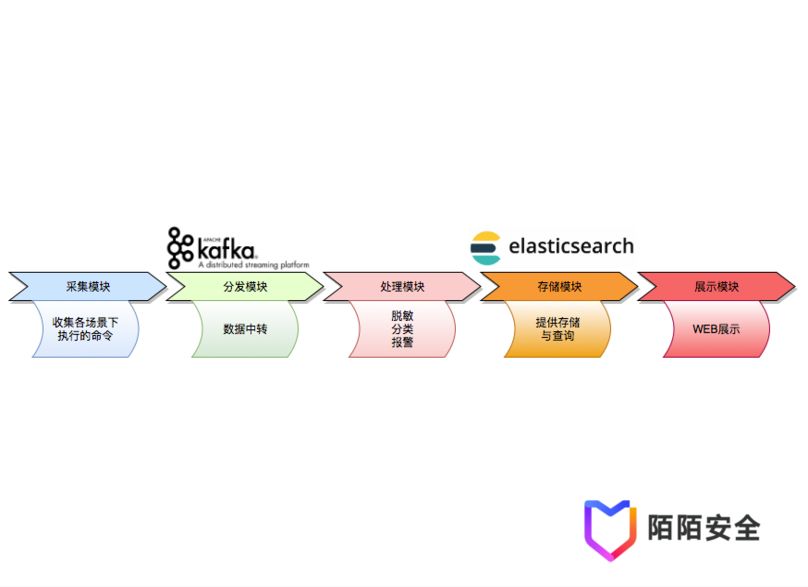 APACHE
kafka
A distributed streaming platform
elasticsearch
采集模块
分发模块
处理模块
存储模块
展示模块
收集各场景下
执行的命令
数据中转
脱敏
分类
报警
提供存储
与查询
WEB展示
陌陌安全